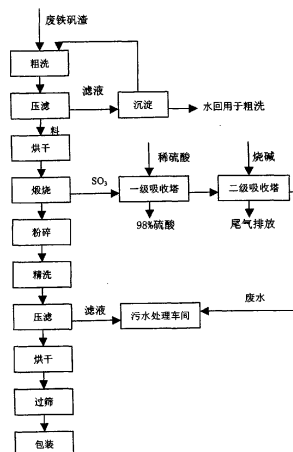 废铁矾渣
粗洗
滤液
压滤
沉淀
水回用于粗洗
料
烘干
稀硫酸
烧碱
SO3
煅烧
一级吸收塔
二级吸收塔
粉碎
98%硫酸
尾气排放
精洗
滤液
废水
压滤
污水处理车间
烘干
过筛
包装